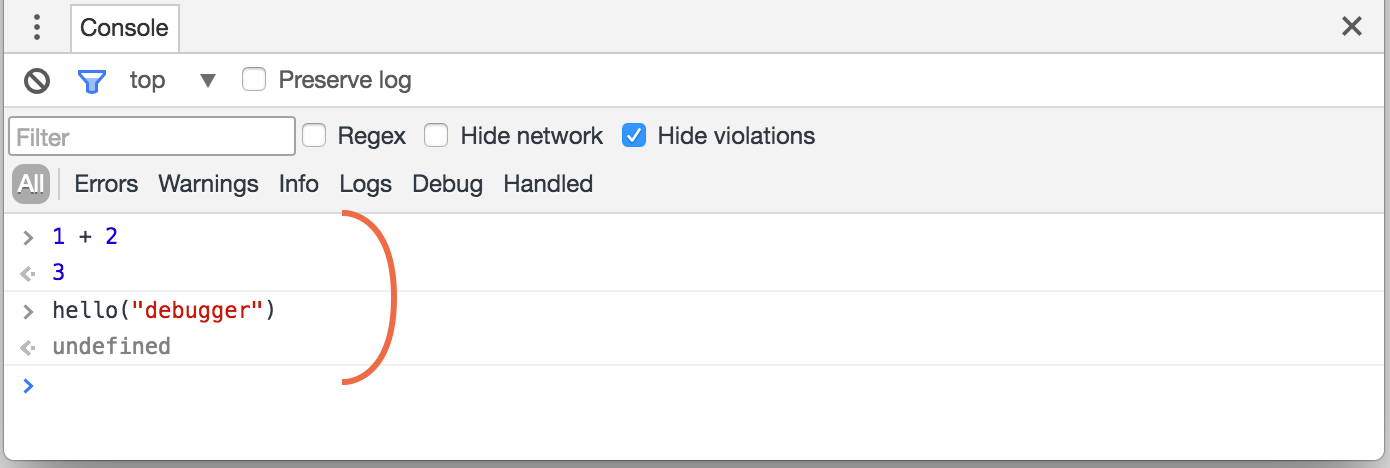 Console
top Preserve log
Filter Regex Hide network Hide violations
All Errors Warnings Info Logs Debug Handled
1 + 2
3
hello("debugger")
undefined